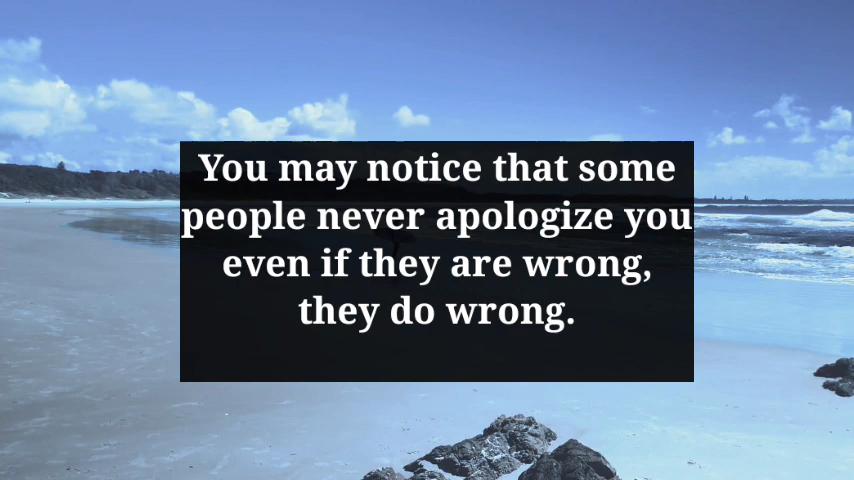 You may notice that some
people never apologize you
even if they are wrong,
they do wrong.